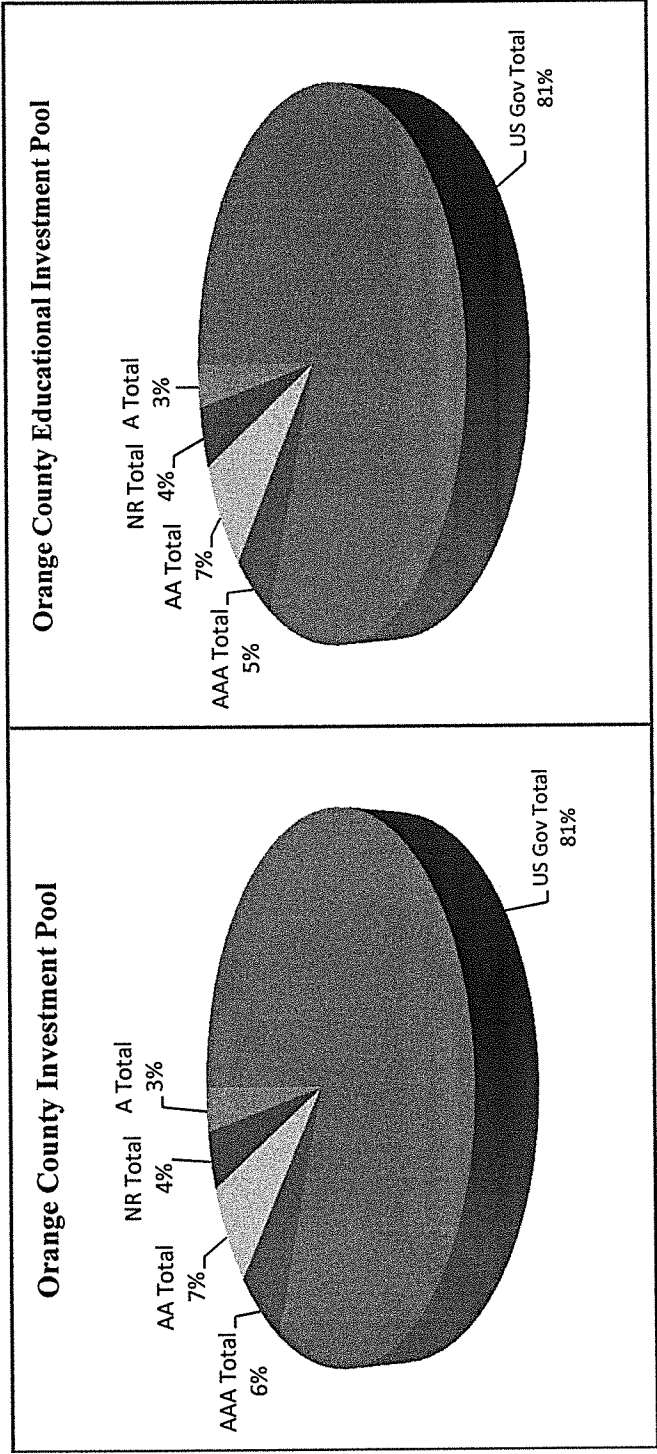 Orange County Investment Pool
A Total
3%
NR Total
4%
AA Total
7%
AAA Total
6%
US Gov Total
81%
Orange County Educational Investment Pool
A Total
3%
NR Total
4%
AA Total
7%
AAA Total
5%
US Gov Total
81%